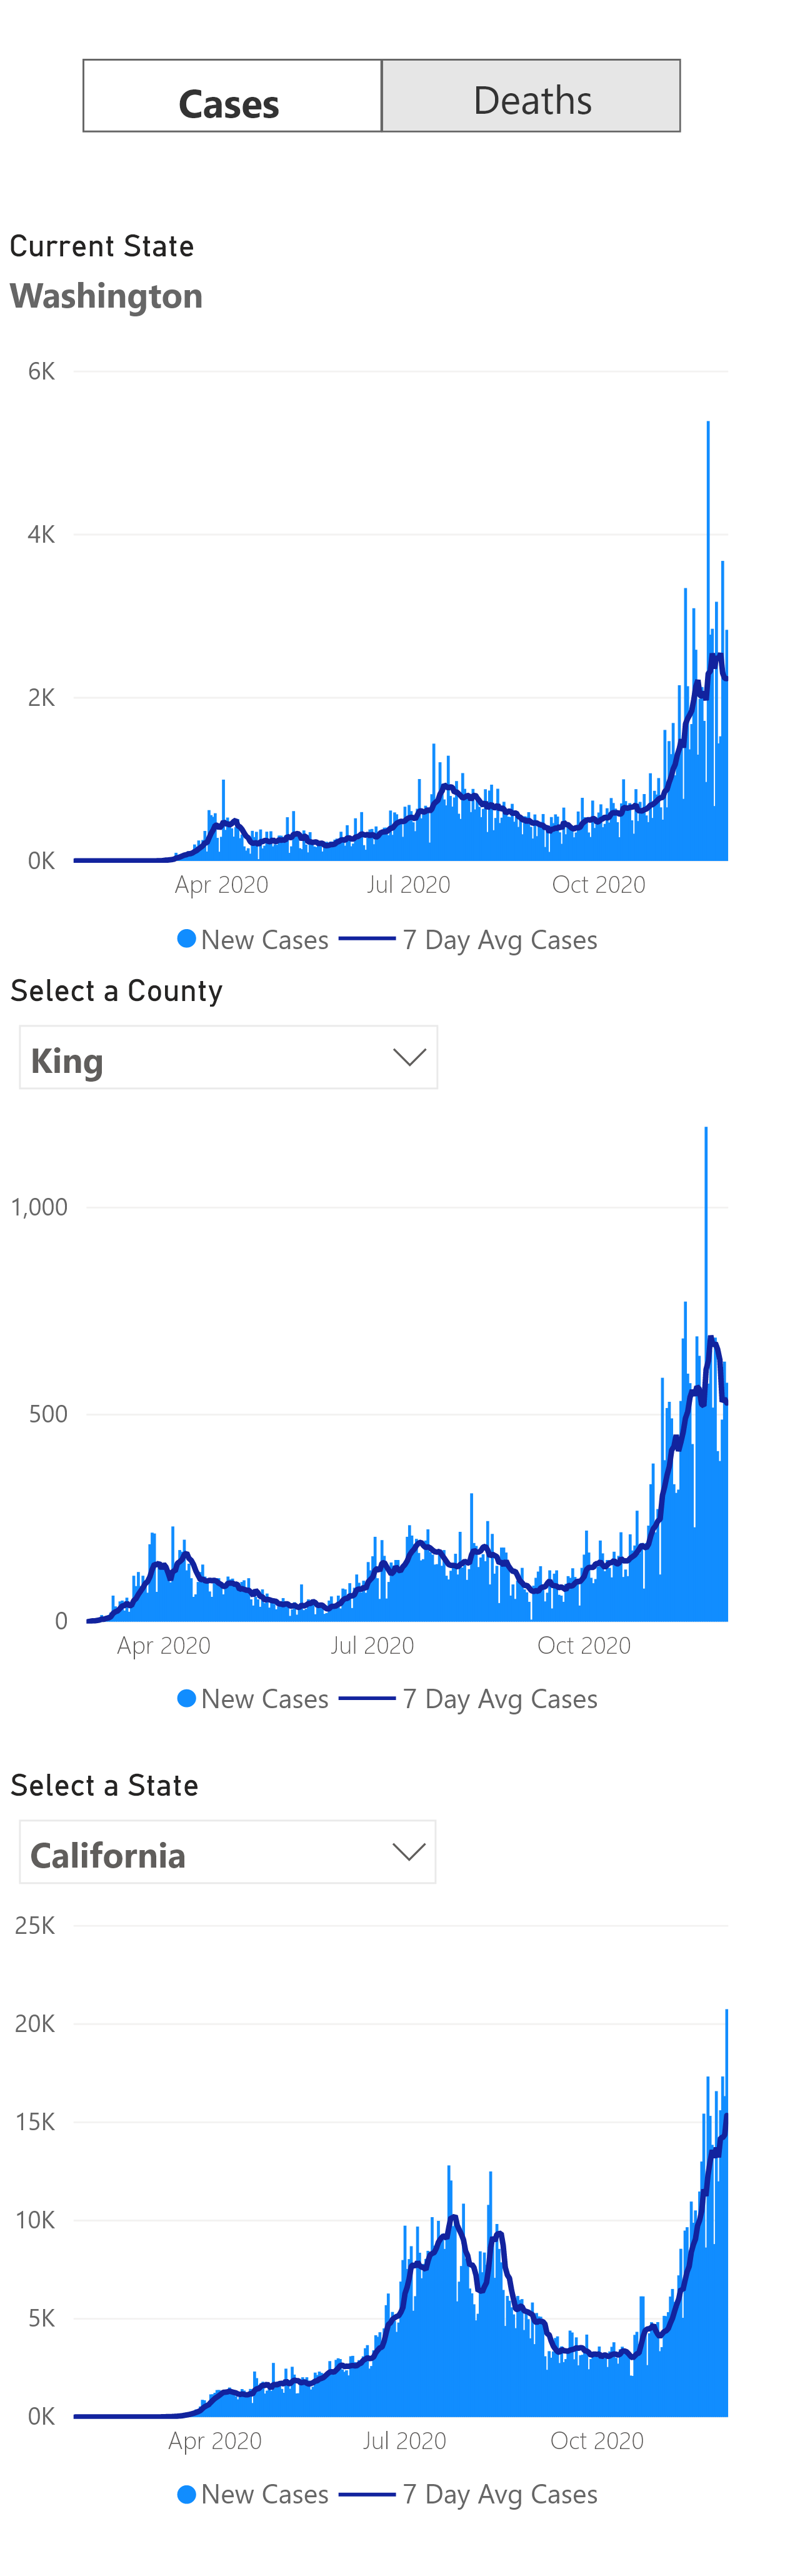 Cases Deaths
Current State
Washington
6K
4K
2K
0K
Apr 2020 Jul 2020 Oct 2020
New Cases 7 Day Avg Cases
Select a County
King
1,000
500
0
Apr 2020 Jul 2020 Oct 2020
New Cases 7 Day Avg Cases
Select a State
California
25K
20K
15K
10K
5K
0K
Apr 2020 Jul 2020 Oct 2020
New Cases 7 Day Avg Cases